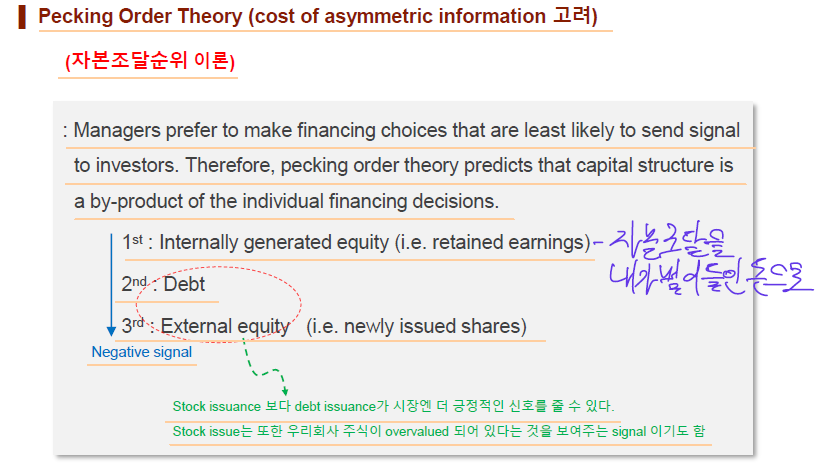 Pecking Order Theory (cost of asymmetric information 고려)
(자본조달순위 이론)
: Managers prefer to make financing choices that are least likely to send signal
to investors. Therefore, pecking order theory predicts that capital structure is
a by-product of the individual financing decisions.
1st : Internally generated equity (i.e. retained earnings) - 자본조달을
내가 벌어들인 돈으로
2nd : Debt
3rd : External equity (i.e. newly issued shares)
Negative signal
Stock issuance 보다 debt issuance가 시장엔 더 긍정적인 신호를 줄 수 있다.
Stock issue는 또한 우리회사 주식이 overvalued 되어 있다는 것을 보여주는 signal 이기도 함